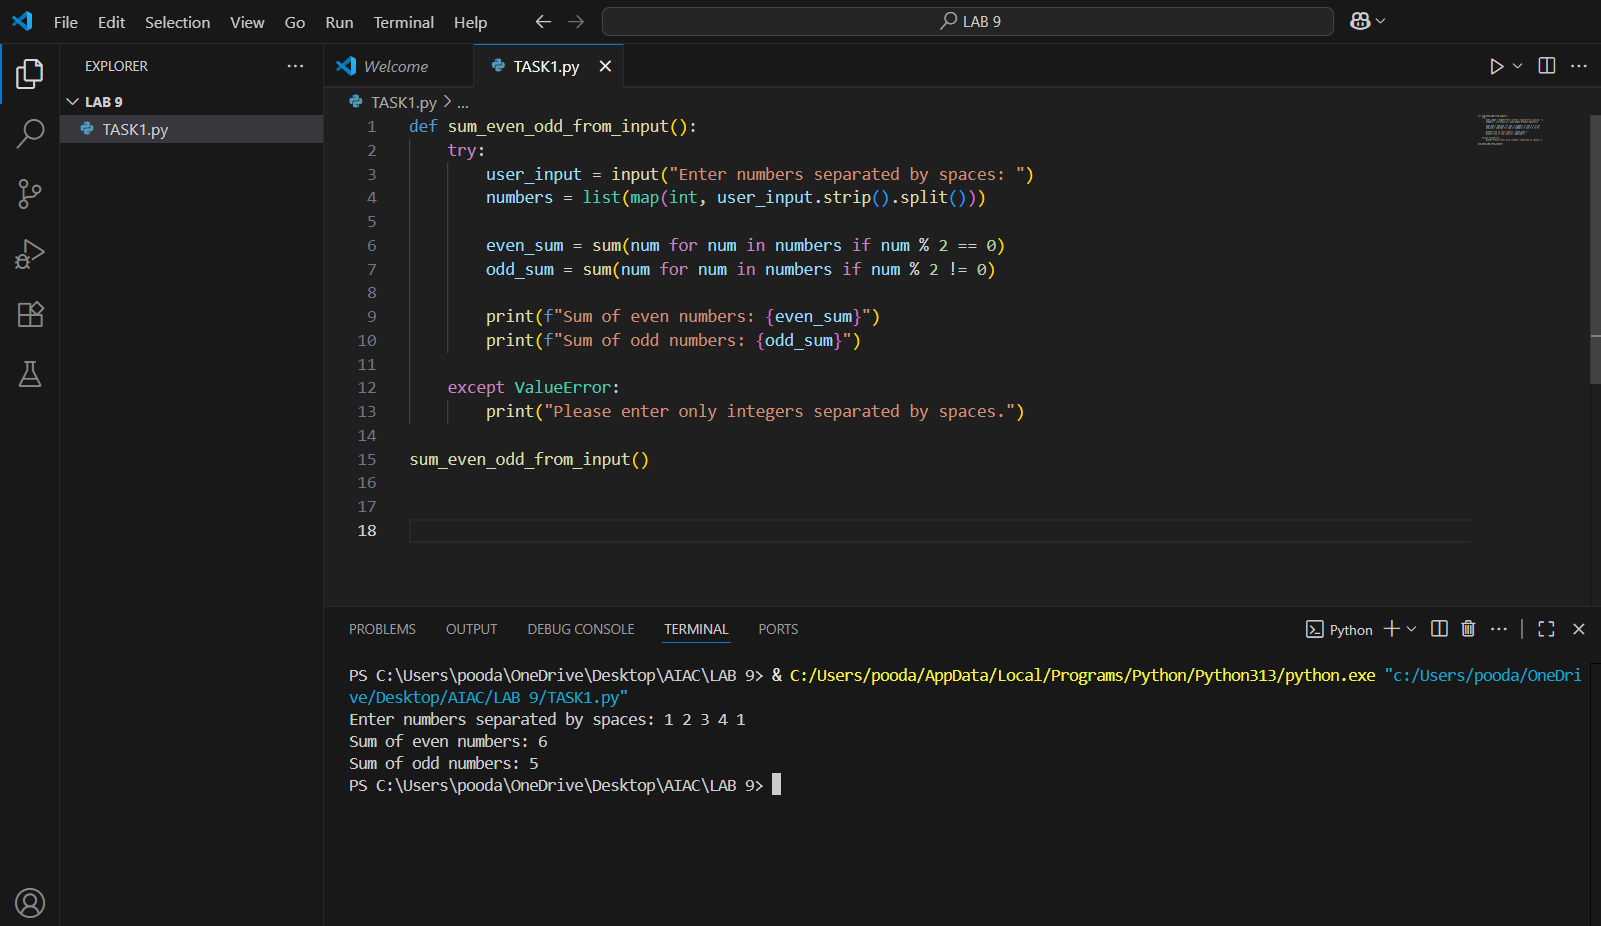 File Edit Selection View Go Run Terminal Help
LAB 9
EXPLORER
LAB 9
TASK1.py
Welcome
TASK1.py
TASK1.py > ...
1 def sum_even_odd_from_input():
2 try:
3 user_input = input("Enter numbers separated by spaces: ")
4 numbers = list(map(int, user_input.strip().split()))
5
6 even_sum = sum(num for num in numbers if num % 2 == 0)
7 odd_sum = sum(num for num in numbers if num % 2 != 0)
8
9 print(f"Sum of even numbers: {even_sum}")
10 print(f"Sum of odd numbers: {odd_sum}")
11
12 except ValueError:
13 print("Please enter only integers separated by spaces.")
14
15 sum_even_odd_from_input()
16
17
18
PROBLEMS OUTPUT DEBUG CONSOLE TERMINAL PORTS
Python
PS C:\Users\pooda\OneDrive\Desktop\AIAC\LAB 9> & C:/Users/pooda/AppData/Local/Programs/Python/Python313/python.exe "c:/Users/pooda/OneDri
ve/Desktop/AIAC/LAB 9/TASK1.py"
Enter numbers separated by spaces: 1 2 3 4 1
Sum of even numbers: 6
Sum of odd numbers: 5
PS C:\Users\pooda\OneDrive\Desktop\AIAC\LAB 9>